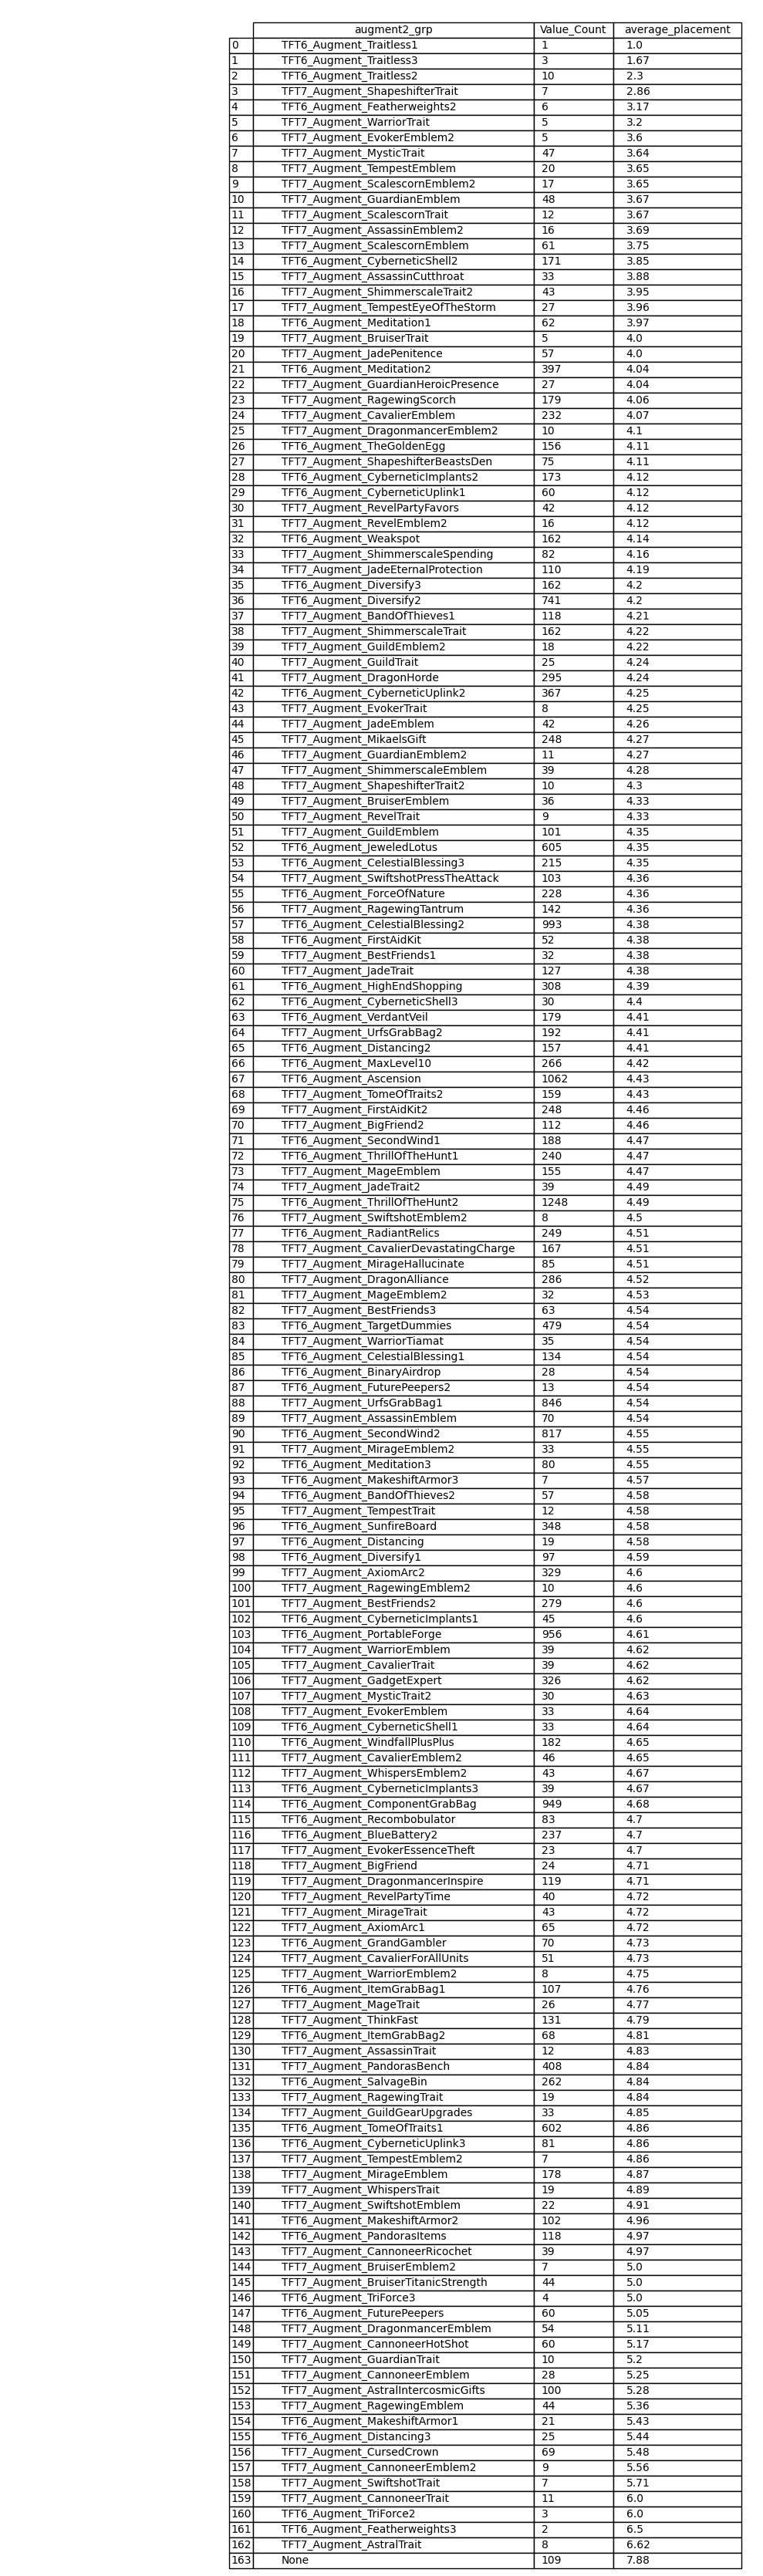 augment2_grp Value_Count average_placement
0 TFT6_Augment_Traitless1 1 1.0
1 TFT6_Augment_Traitless3 3 1.67
2 TFT6_Augment_Traitless2 10 2.3
3 TFT7_Augment_ShapeshifterTrait 7 2.86
4 TFT6_Augment_Featherweights2 6 3.17
5 TFT7_Augment_WarriorTrait 5 3.2
6 TFT7_Augment_EvokerEmblem2 5 3.6
7 TFT7_Augment_MysticTrait 47 3.64
8 TFT7_Augment_TempestEmblem 20 3.65
9 TFT7_Augment_ScalescornEmblem2 17 3.65
10 TFT7_Augment_GuardianEmblem 48 3.67
11 TFT7_Augment_ScalescornTrait 12 3.67
12 TFT7_Augment_AssassinEmblem2 16 3.69
13 TFT7_Augment_ScalescornEmblem 61 3.75
14 TFT6_Augment_CyberneticShell2 171 3.85
15 TFT7_Augment_AssassinCutthroat 33 3.88
16 TFT7_Augment_ShimmerscaleTrait2 43 3.95
17 TFT7_Augment_TempestEyeOfTheStorm 27 3.96
18 TFT6_Augment_Meditation1 62 3.97
19 TFT7_Augment_BruiserTrait 5 4.0
20 TFT7_Augment_JadePenitence 57 4.0
21 TFT6_Augment_Meditation2 397 4.04
22 TFT7_Augment_GuardianHeroicPresence 27 4.04
23 TFT7_Augment_RagewingScorch 179 4.06
24 TFT7_Augment_CavalierEmblem 232 4.07
25 TFT7_Augment_DragonmancerEmblem2 10 4.1
26 TFT6_Augment_TheGoldenEgg 156 4.11
27 TFT7_Augment_ShapeshifterBeastsDen 75 4.11
28 TFT6_Augment_CyberneticImplants2 173 4.12
29 TFT6_Augment_CyberneticUplink1 60 4.12
30 TFT7_Augment_RevelPartyFavors 42 4.12
31 TFT7_Augment_RevelEmblem2 16 4.12
32 TFT6_Augment_Weakspot 162 4.14
33 TFT7_Augment_ShimmerscaleSpending 82 4.16
34 TFT7_Augment_JadeEternalProtection 110 4.19
35 TFT6_Augment_Diversify3 162 4.2
36 TFT6_Augment_Diversify2 741 4.2
37 TFT7_Augment_BandOfThieves1 118 4.21
38 TFT7_Augment_ShimmerscaleTrait 162 4.22
39 TFT7_Augment_GuildEmblem2 18 4.22
40 TFT7_Augment_GuildTrait 25 4.24
41 TFT7_Augment_DragonHorde 295 4.24
42 TFT6_Augment_CyberneticUplink2 367 4.25
43 TFT7_Augment_EvokerTrait 8 4.25
44 TFT7_Augment_JadeEmblem 42 4.26
45 TFT7_Augment_MikaelsGift 248 4.27
46 TFT7_Augment_GuardianEmblem2 11 4.27
47 TFT7_Augment_ShimmerscaleEmblem 39 4.28
48 TFT7_Augment_ShapeshifterTrait2 10 4.3
49 TFT7_Augment_BruiserEmblem 36 4.33
50 TFT7_Augment_RevelTrait 9 4.33
51 TFT7_Augment_GuildEmblem 101 4.35
52 TFT6_Augment_JeweledLotus 605 4.35
53 TFT6_Augment_CelestialBlessing3 215 4.35
54 TFT7_Augment_SwiftshotPressTheAttack 103 4.36
55 TFT6_Augment_ForceOfNature 228 4.36
56 TFT7_Augment_RagewingTantrum 142 4.36
57 TFT6_Augment_CelestialBlessing2 993 4.38
58 TFT6_Augment_FirstAidKit 52 4.38
59 TFT7_Augment_BestFriends1 32 4.38
60 TFT7_Augment_JadeTrait 127 4.38
61 TFT6_Augment_HighEndShopping 308 4.39
62 TFT6_Augment_CyberneticShell3 30 4.4
63 TFT6_Augment_VerdantVeil 179 4.41
64 TFT7_Augment_UrfsGrabBag2 192 4.41
65 TFT6_Augment_Distancing2 157 4.41
66 TFT6_Augment_MaxLevel10 266 4.42
67 TFT6_Augment_Ascension 1062 4.43
68 TFT7_Augment_TomeOfTraits2 159 4.43
69 TFT7_Augment_FirstAidKit2 248 4.46
70 TFT7_Augment_BigFriend2 112 4.46
71 TFT6_Augment_SecondWind1 188 4.47
72 TFT6_Augment_ThrillOfTheHunt1 240 4.47
73 TFT7_Augment_MageEmblem 155 4.47
74 TFT7_Augment_JadeTrait2 39 4.49
75 TFT6_Augment_ThrillOfTheHunt2 1248 4.49
76 TFT7_Augment_SwiftshotEmblem2 8 4.5
77 TFT6_Augment_RadiantRelics 249 4.51
78 TFT7_Augment_CavalierDevastatingCharge 167 4.51
79 TFT7_Augment_MirageHallucinate 85 4.51
80 TFT7_Augment_DragonAlliance 286 4.52
81 TFT7_Augment_MageEmblem2 32 4.53
82 TFT7_Augment_BestFriends3 63 4.54
83 TFT6_Augment_TargetDummies 479 4.54
84 TFT7_Augment_WarriorTiamat 35 4.54
85 TFT6_Augment_CelestialBlessing1 134 4.54
86 TFT6_Augment_BinaryAirdrop 28 4.54
87 TFT6_Augment_FuturePeepers2 13 4.54
88 TFT7_Augment_UrfsGrabBag1 846 4.54
89 TFT7_Augment_AssassinEmblem 70 4.54
90 TFT6_Augment_SecondWind2 817 4.55
91 TFT7_Augment_MirageEmblem2 33 4.55
92 TFT6_Augment_Meditation3 80 4.55
93 TFT6_Augment_MakeshiftArmor3 7 4.57
94 TFT6_Augment_BandOfThieves2 57 4.58
95 TFT7_Augment_TempestTrait 12 4.58
96 TFT6_Augment_SunfireBoard 348 4.58
97 TFT6_Augment_Distancing 19 4.58
98 TFT6_Augment_Diversify1 97 4.59
99 TFT7_Augment_AxiomArc2 329 4.6
100 TFT7_Augment_RagewingEmblem2 10 4.6
101 TFT7_Augment_BestFriends2 279 4.6
102 TFT6_Augment_CyberneticImplants1 45 4.6
103 TFT6_Augment_PortableForge 956 4.61
104 TFT7_Augment_WarriorEmblem 39 4.62
105 TFT7_Augment_CavalierTrait 39 4.62
106 TFT7_Augment_GadgetExpert 326 4.62
107 TFT7_Augment_MysticTrait2 30 4.63
108 TFT7_Augment_EvokerEmblem 33 4.64
109 TFT6_Augment_CyberneticShell1 33 4.64
110 TFT6_Augment_WindfallPlusPlus 182 4.65
111 TFT7_Augment_CavalierEmblem2 46 4.65
112 TFT7_Augment_WhispersEmblem2 43 4.67
113 TFT6_Augment_CyberneticImplants3 39 4.67
114 TFT6_Augment_ComponentGrabBag 949 4.68
115 TFT6_Augment_Recombobulator 83 4.7
116 TFT6_Augment_BlueBattery2 237 4.7
117 TFT7_Augment_EvokerEssenceTheft 23 4.7
118 TFT7_Augment_BigFriend 24 4.71
119 TFT7_Augment_DragonmancerInspire 119 4.71
120 TFT7_Augment_RevelPartyTime 40 4.72
121 TFT7_Augment_MirageTrait 43 4.72
122 TFT7_Augment_AxiomArc1 65 4.72
123 TFT6_Augment_GrandGambler 70 4.73
124 TFT7_Augment_CavalierForAllUnits 51 4.73
125 TFT7_Augment_WarriorEmblem2 8 4.75
126 TFT6_Augment_ItemGrabBag1 107 4.76
127 TFT7_Augment_MageTrait 26 4.77
128 TFT7_Augment_ThinkFast 131 4.79
129 TFT6_Augment_ItemGrabBag2 68 4.81
130 TFT7_Augment_AssassinTrait 12 4.83
131 TFT7_Augment_PandorasBench 408 4.84
132 TFT6_Augment_SalvageBin 262 4.84
133 TFT7_Augment_RagewingTrait 19 4.84
134 TFT7_Augment_GuildGearUpgrades 33 4.85
135 TFT6_Augment_TomeOfTraits1 602 4.86
136 TFT6_Augment_CyberneticUplink3 81 4.86
137 TFT7_Augment_TempestEmblem2 7 4.86
138 TFT7_Augment_MirageEmblem 178 4.87
139 TFT7_Augment_WhispersTrait 19 4.89
140 TFT7_Augment_SwiftshotEmblem 22 4.91
141 TFT6_Augment_MakeshiftArmor2 102 4.96
142 TFT6_Augment_PandorasItems 118 4.97
143 TFT7_Augment_CannoneerRicochet 39 4.97
144 TFT7_Augment_BruiserEmblem2 7 5.0
145 TFT7_Augment_BruiserTitanicStrength 44 5.0
146 TFT6_Augment_TriForce3 4 5.0
147 TFT6_Augment_FuturePeepers 60 5.05
148 TFT7_Augment_DragonmancerEmblem 54 5.11
149 TFT7_Augment_CannoneerHotShot 60 5.17
150 TFT7_Augment_GuardianTrait 10 5.2
151 TFT7_Augment_CannoneerEmblem 28 5.25
152 TFT7_Augment_AstralIntercosmicGifts 100 5.28
153 TFT7_Augment_RagewingEmblem 44 5.36
154 TFT6_Augment_MakeshiftArmor1 21 5.43
155 TFT6_Augment_Distancing3 25 5.44
156 TFT7_Augment_CursedCrown 69 5.48
157 TFT7_Augment_CannoneerEmblem2 9 5.56
158 TFT7_Augment_SwiftshotTrait 7 5.71
159 TFT7_Augment_CannoneerTrait 11 6.0
160 TFT6_Augment_TriForce2 3 6.0
161 TFT6_Augment_Featherweights3 2 6.5
162 TFT7_Augment_AstralTrait 8 6.62
163 None 109 7.88